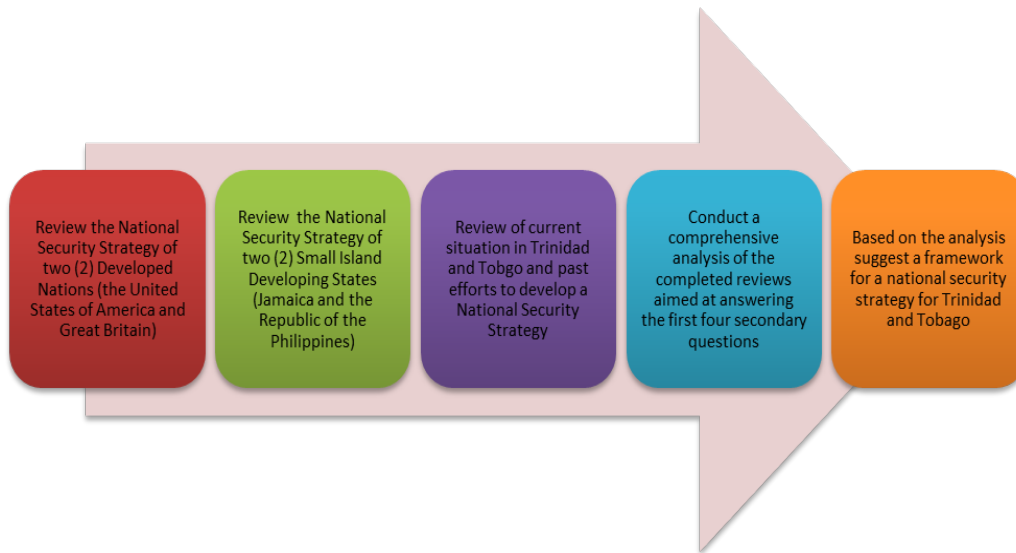 Review the National
Security Strategy of
two (2) Developed
Nations (the United
States of America and
Great Britain)
Review the National
Security Strategy of
two (2) Small Island
Developing States
(Jamaica and the
Republic of the
Philippines)
Review of current
situation in Trinidad
and Tobgo and past
efforts to develop a
National Security
Strategy
Conduct a
comprehensive
analysis of the
completed reviews
aimed at answering
the first four secondary
questions
Based on the analysis
suggest a framework
for a national security
strategy for Trinidad
and Tobago